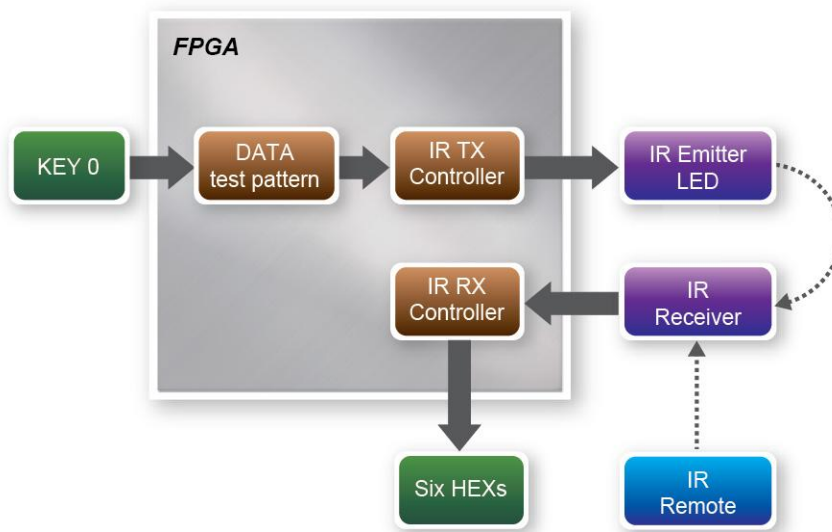 FPGA
KEY 0
DATA
test pattern
IR TX
Controller
IR Emitter
LED
IR RX
Controller
IR
Receiver
Six HEXs
IR
Remote